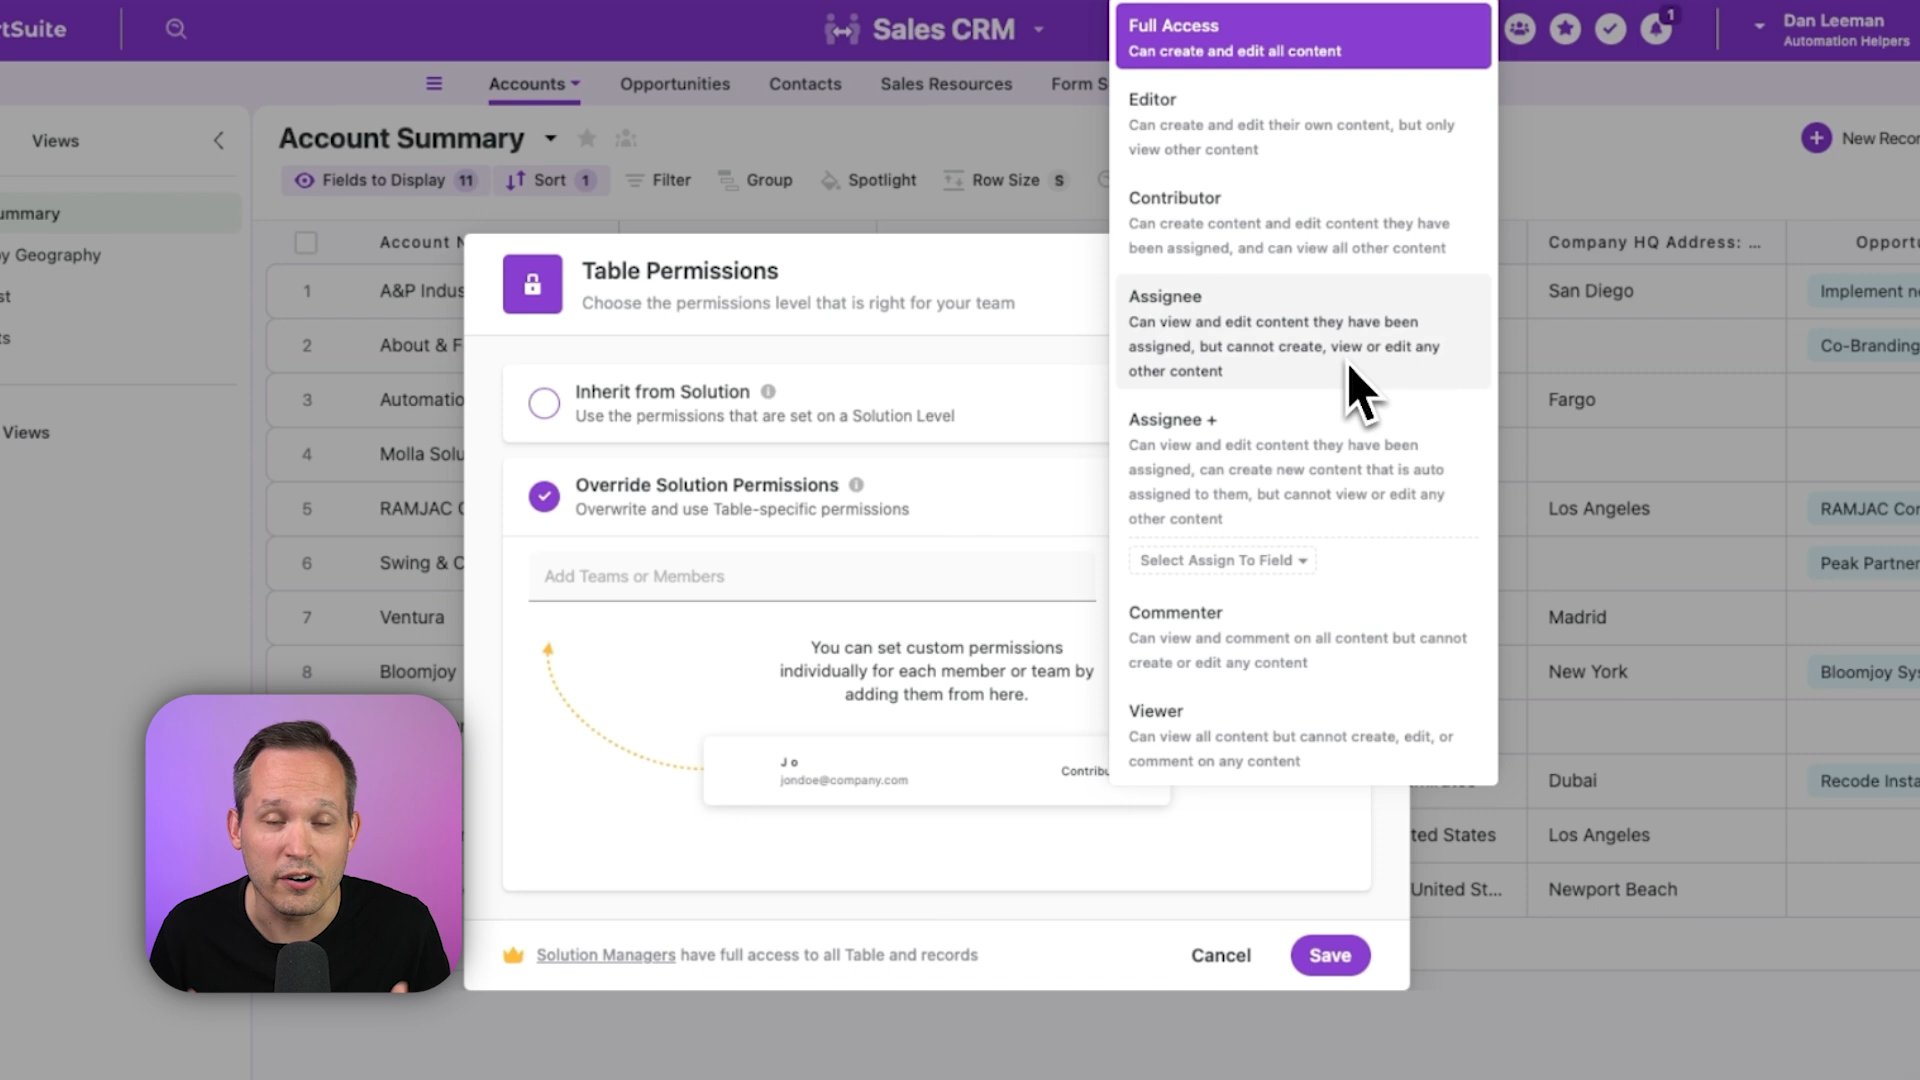 rtSuite
Sales CRM
1
Dan Leeman
Automation Helpers
Accounts
Opportunities
Contacts
Sales Resources
Form S
Views
Account Summary
New Recor
Fields to Display 11
Sort 1
Filter
Group
Spotlight
Row Size S
ummary
y Geography
st
ts
Views
Account N
Company HQ Address: ...
Opportu
1
A&P Indus
San Diego
Implement ne
2
About & F
Co-Branding
3
Automatio
Fargo
4
Molla Solu
5
RAMJAC C
Los Angeles
RAMJAC Cor
6
Swing & C
Peak Partner
7
Ventura
Madrid
8
Bloomjoy
New York
Bloomjoy Sys
Dubai
Recode Insta
ted States
Los Angeles
United St...
Newport Beach
Table Permissions
Choose the permissions level that is right for your team
Inherit from Solution
Use the permissions that are set on a Solution Level
Override Solution Permissions
Overwrite and use Table-specific permissions
Add Teams or Members
You can set custom permissions
individually for each member or team by
adding them from here.
Jo
jondoe@company.com
Contribu
Solution Managers have full access to all Table and records
Cancel
Save
Full Access
Can create and edit all content
Editor
Can create and edit their own content, but only
view other content
Contributor
Can create content and edit content they have
been assigned, and can view all other content
Assignee
Can view and edit content they have been
assigned, but cannot create, view or edit any
other content
Assignee +
Can view and edit content they have been
assigned, can create new content that is auto
assigned to them, but cannot view or edit any
other content
Select Assign To Field
Commenter
Can view and comment on all content but cannot
create or edit any content
Viewer
Can view all content but cannot create, edit, or
comment on any content